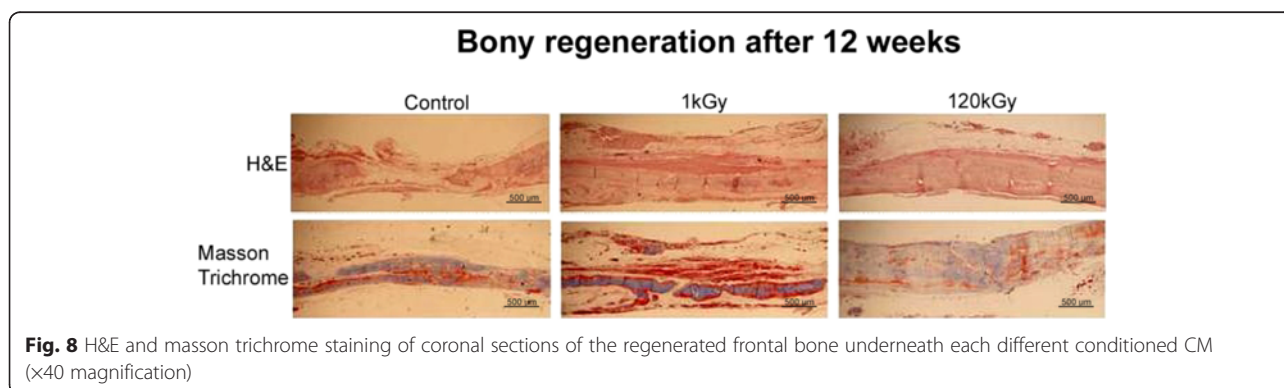 Bony regeneration after 12 weeks
Control 1kGy 120kGy
H&E
500 um 500 um 500 um
Masson
Trichrome
500 um 500 um 500 um
Fig. 8 H&E and masson trichrome staining of coronal sections of the regenerated frontal bone underneath each different conditioned CM
(×40 magnification)